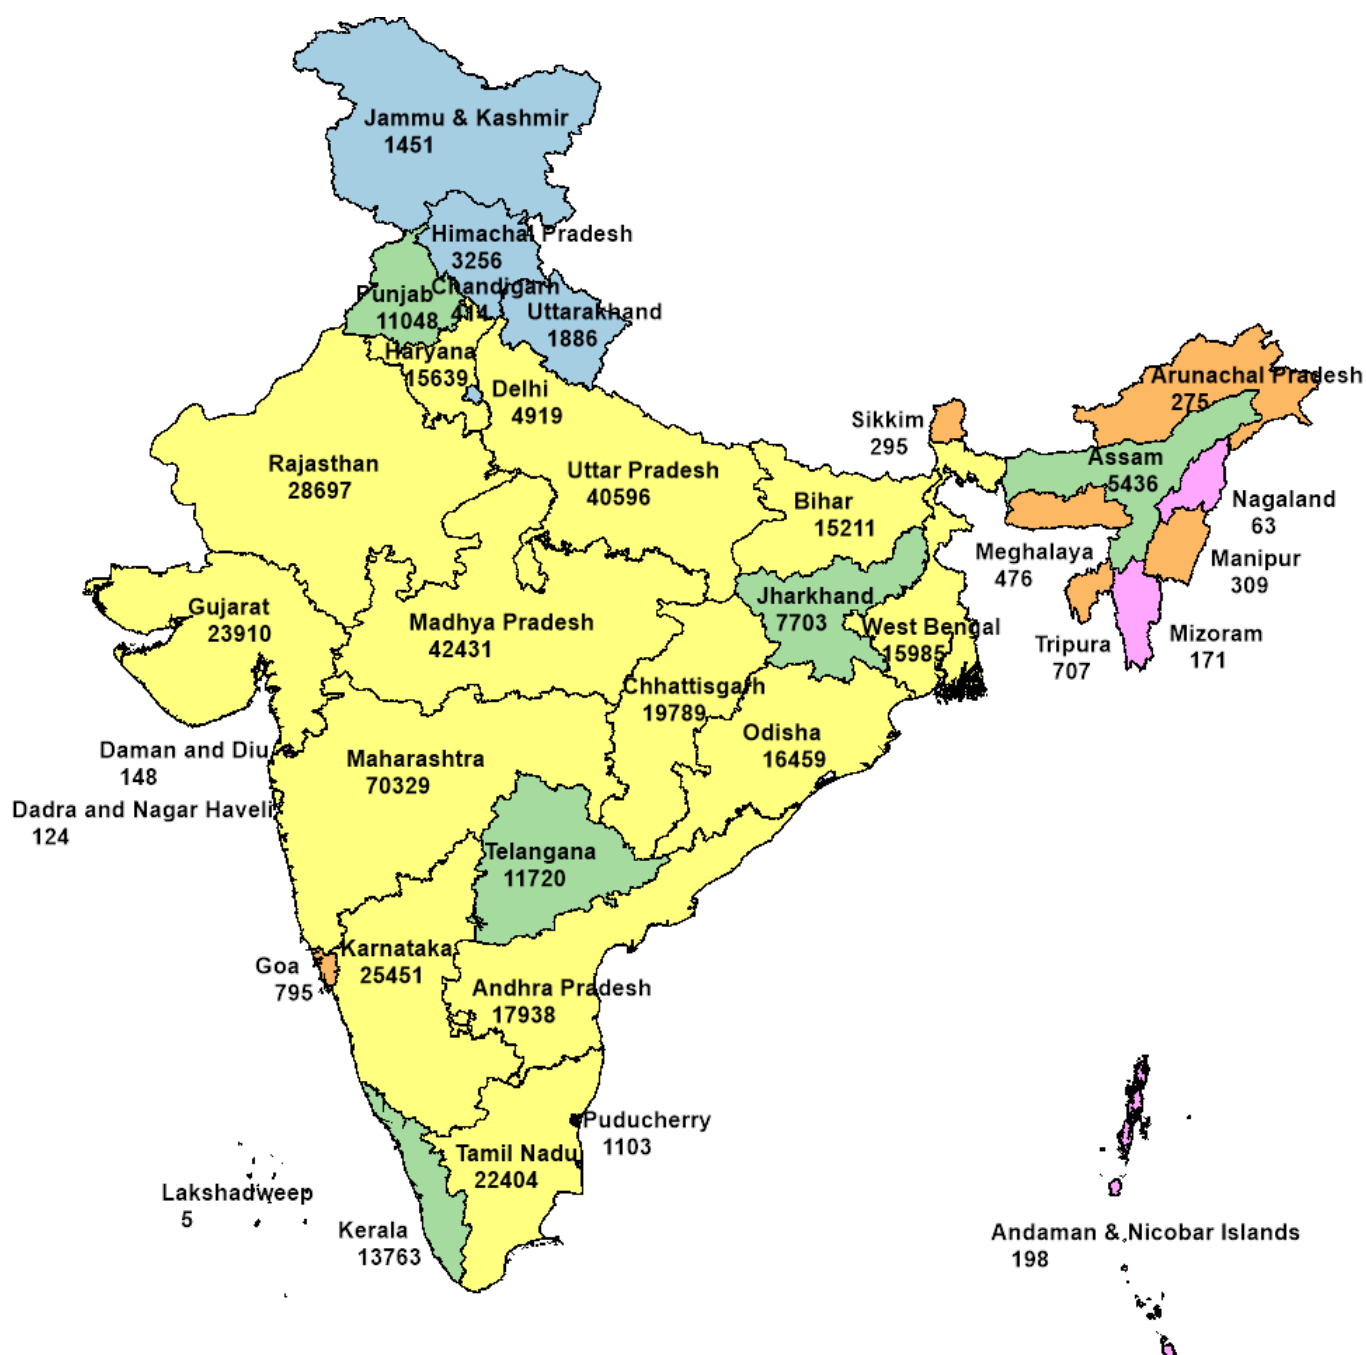 Jammu & Kashmir
1451
Himachal Pradesh
3256
Chandigarh
414
Punjab
11048
Uttarakhand
1886
Haryana
15639
Delhi
4919
Arunachal Pradesh
275
Sikkim
295
Assam
5436
Rajasthan
28697
Uttar Pradesh
40596
Bihar
15211
Nagaland
63
Meghalaya
476
Manipur
309
Gujarat
23910
Madhya Pradesh
42431
Jharkhand
7703
West Bengal
15985
Tripura
707
Mizoram
171
Chhattisgarh
19789
Odisha
16459
Daman and Diu
148
Maharashtra
70329
Dadra and Nagar Haveli
124
Telangana
11720
Goa
795
Karnataka
25451
Andhra Pradesh
17938
Puducherry
1103
Tamil Nadu
22404
Lakshadweep
5
Kerala
13763
Andaman & Nicobar Islands
198